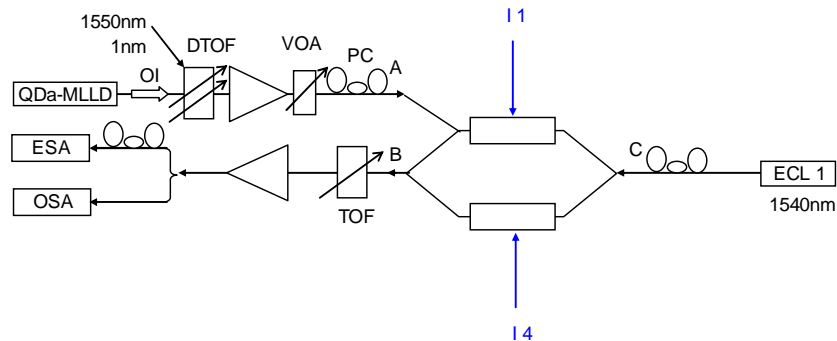 I 1
1550nm
1nm
DTOF
VOA
PC
OI
A
QDa-MLLD
ESA
B
C
ECL 1
OSA
TOF
1540nm
I 4